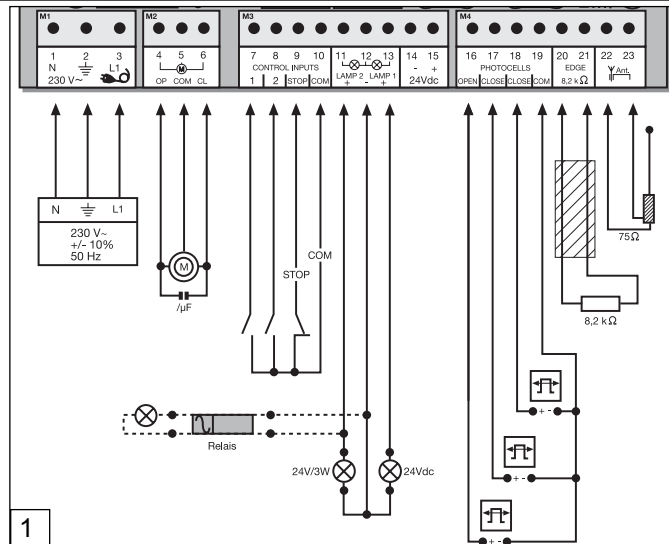 M1 M2 M3 M4
1 2 3 4 5 6 7 8 9 10 11 12 13 14 15 16 17 18 19 20 21 22 23
N L1 M CONTROL INPUTS LAMP 2 LAMP 1 - + PHOTOCELLS EDGE Ant.
230 V~ OP COM CL 1 2 STOP COM + - + 24Vdc OPEN CLOSE CLOSE COM 8,2 kΩ
N L1
230 V~
+/- 10%
50 Hz
M
/µF
COM
STOP
75Ω
8,2 kΩ
+ -
Relais
24V/3W 24Vdc
+ -
+ -
1